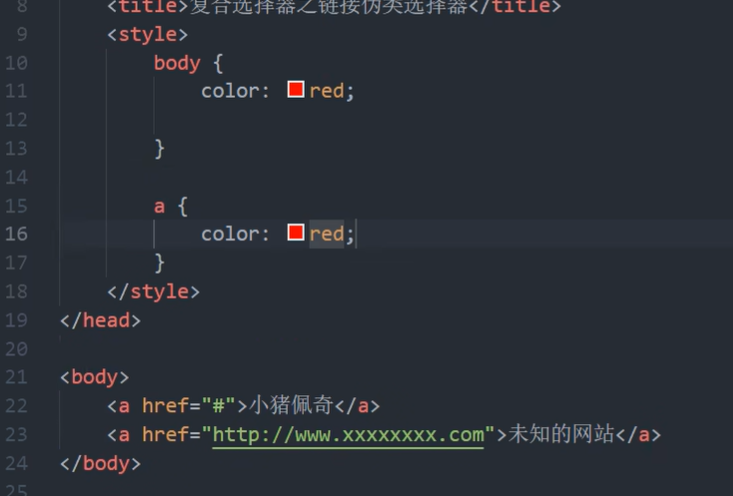 8 <title>复合选择器之链接伪类选择器</title>
9 <style>
10 body {
11 color: red;
12
13 }
14
15 a {
16 color: red;
17 }
18 </style>
19 </head>
20
21 <body>
22 <a href="#">小猪佩奇</a>
23 <a href="http://www.xxxxxxxx.com">未知的网站</a>
24 </body>
25